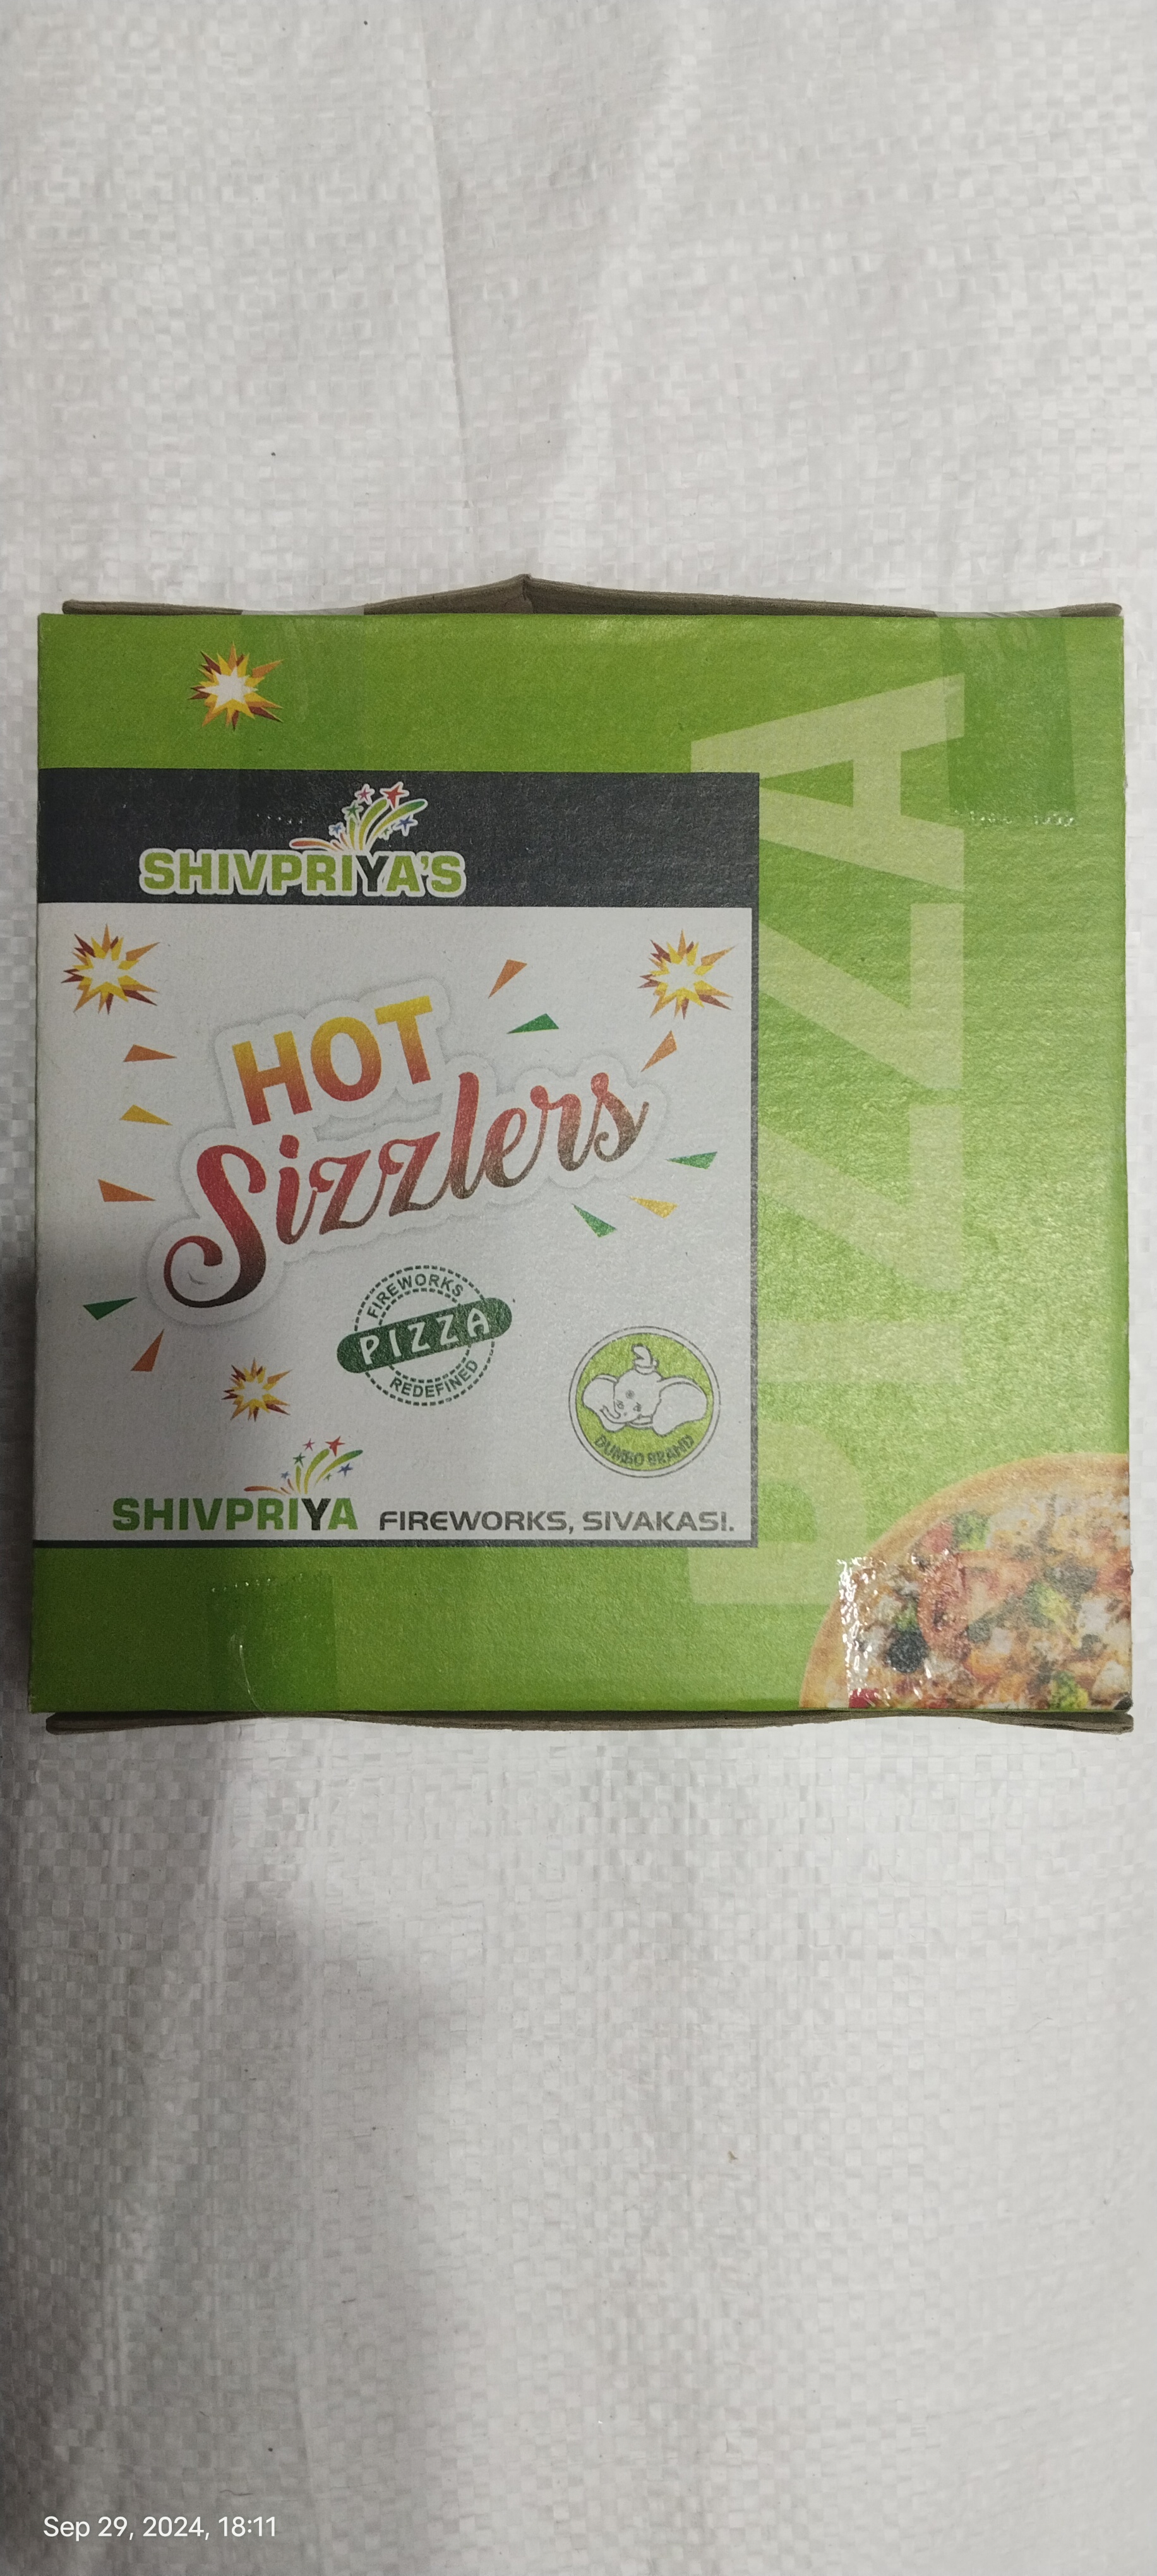 SHIVPRIYA'S
HOT
Sizzlers
FIREWORKS
PIZZA
REDEFINED
DUMBO BRAND
SHIVPRIYA FIREWORKS, SIVAKASI.
PIZZA
Sep 29, 2024, 18:11